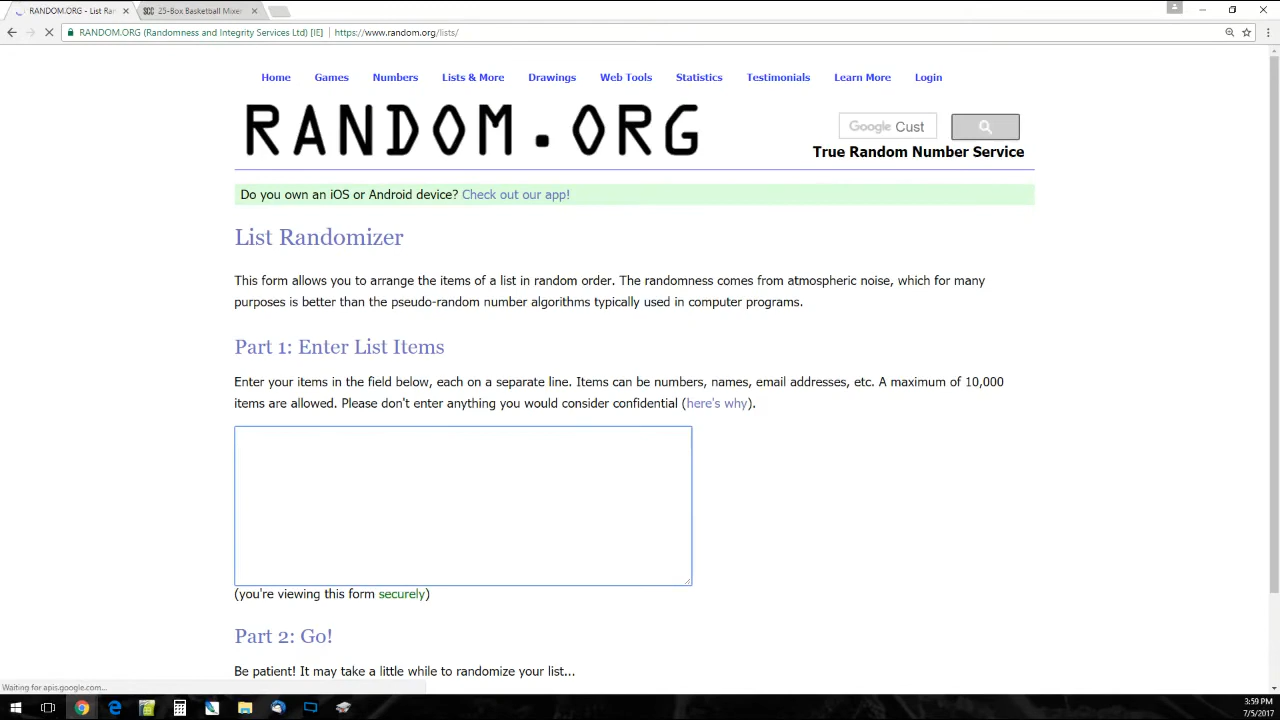 RANDOM.ORG - List Ra
25-Box Basketball Mixer
RANDOM.ORG (Randomness and Integrity Services Ltd) [IE]
https://www.random.org/lists/
Home Games Numbers Lists & More Drawings Web Tools Statistics Testimonials Learn More Login
RANDOM.ORG
Google Cust
True Random Number Service
Do you own an iOS or Android device? Check out our app!
List Randomizer
This form allows you to arrange the items of a list in random order. The randomness comes from atmospheric noise, which for many
purposes is better than the pseudo-random number algorithms typically used in computer programs.
Part 1: Enter List Items
Enter your items in the field below, each on a separate line. Items can be numbers, names, email addresses, etc. A maximum of 10,000
items are allowed. Please don't enter anything you would consider confidential (here's why).
(you're viewing this form securely)
Part 2: Go!
Be patient! It may take a little while to randomize your list...
Waiting for apis.google.com...
3:59 PM
7/5/2017